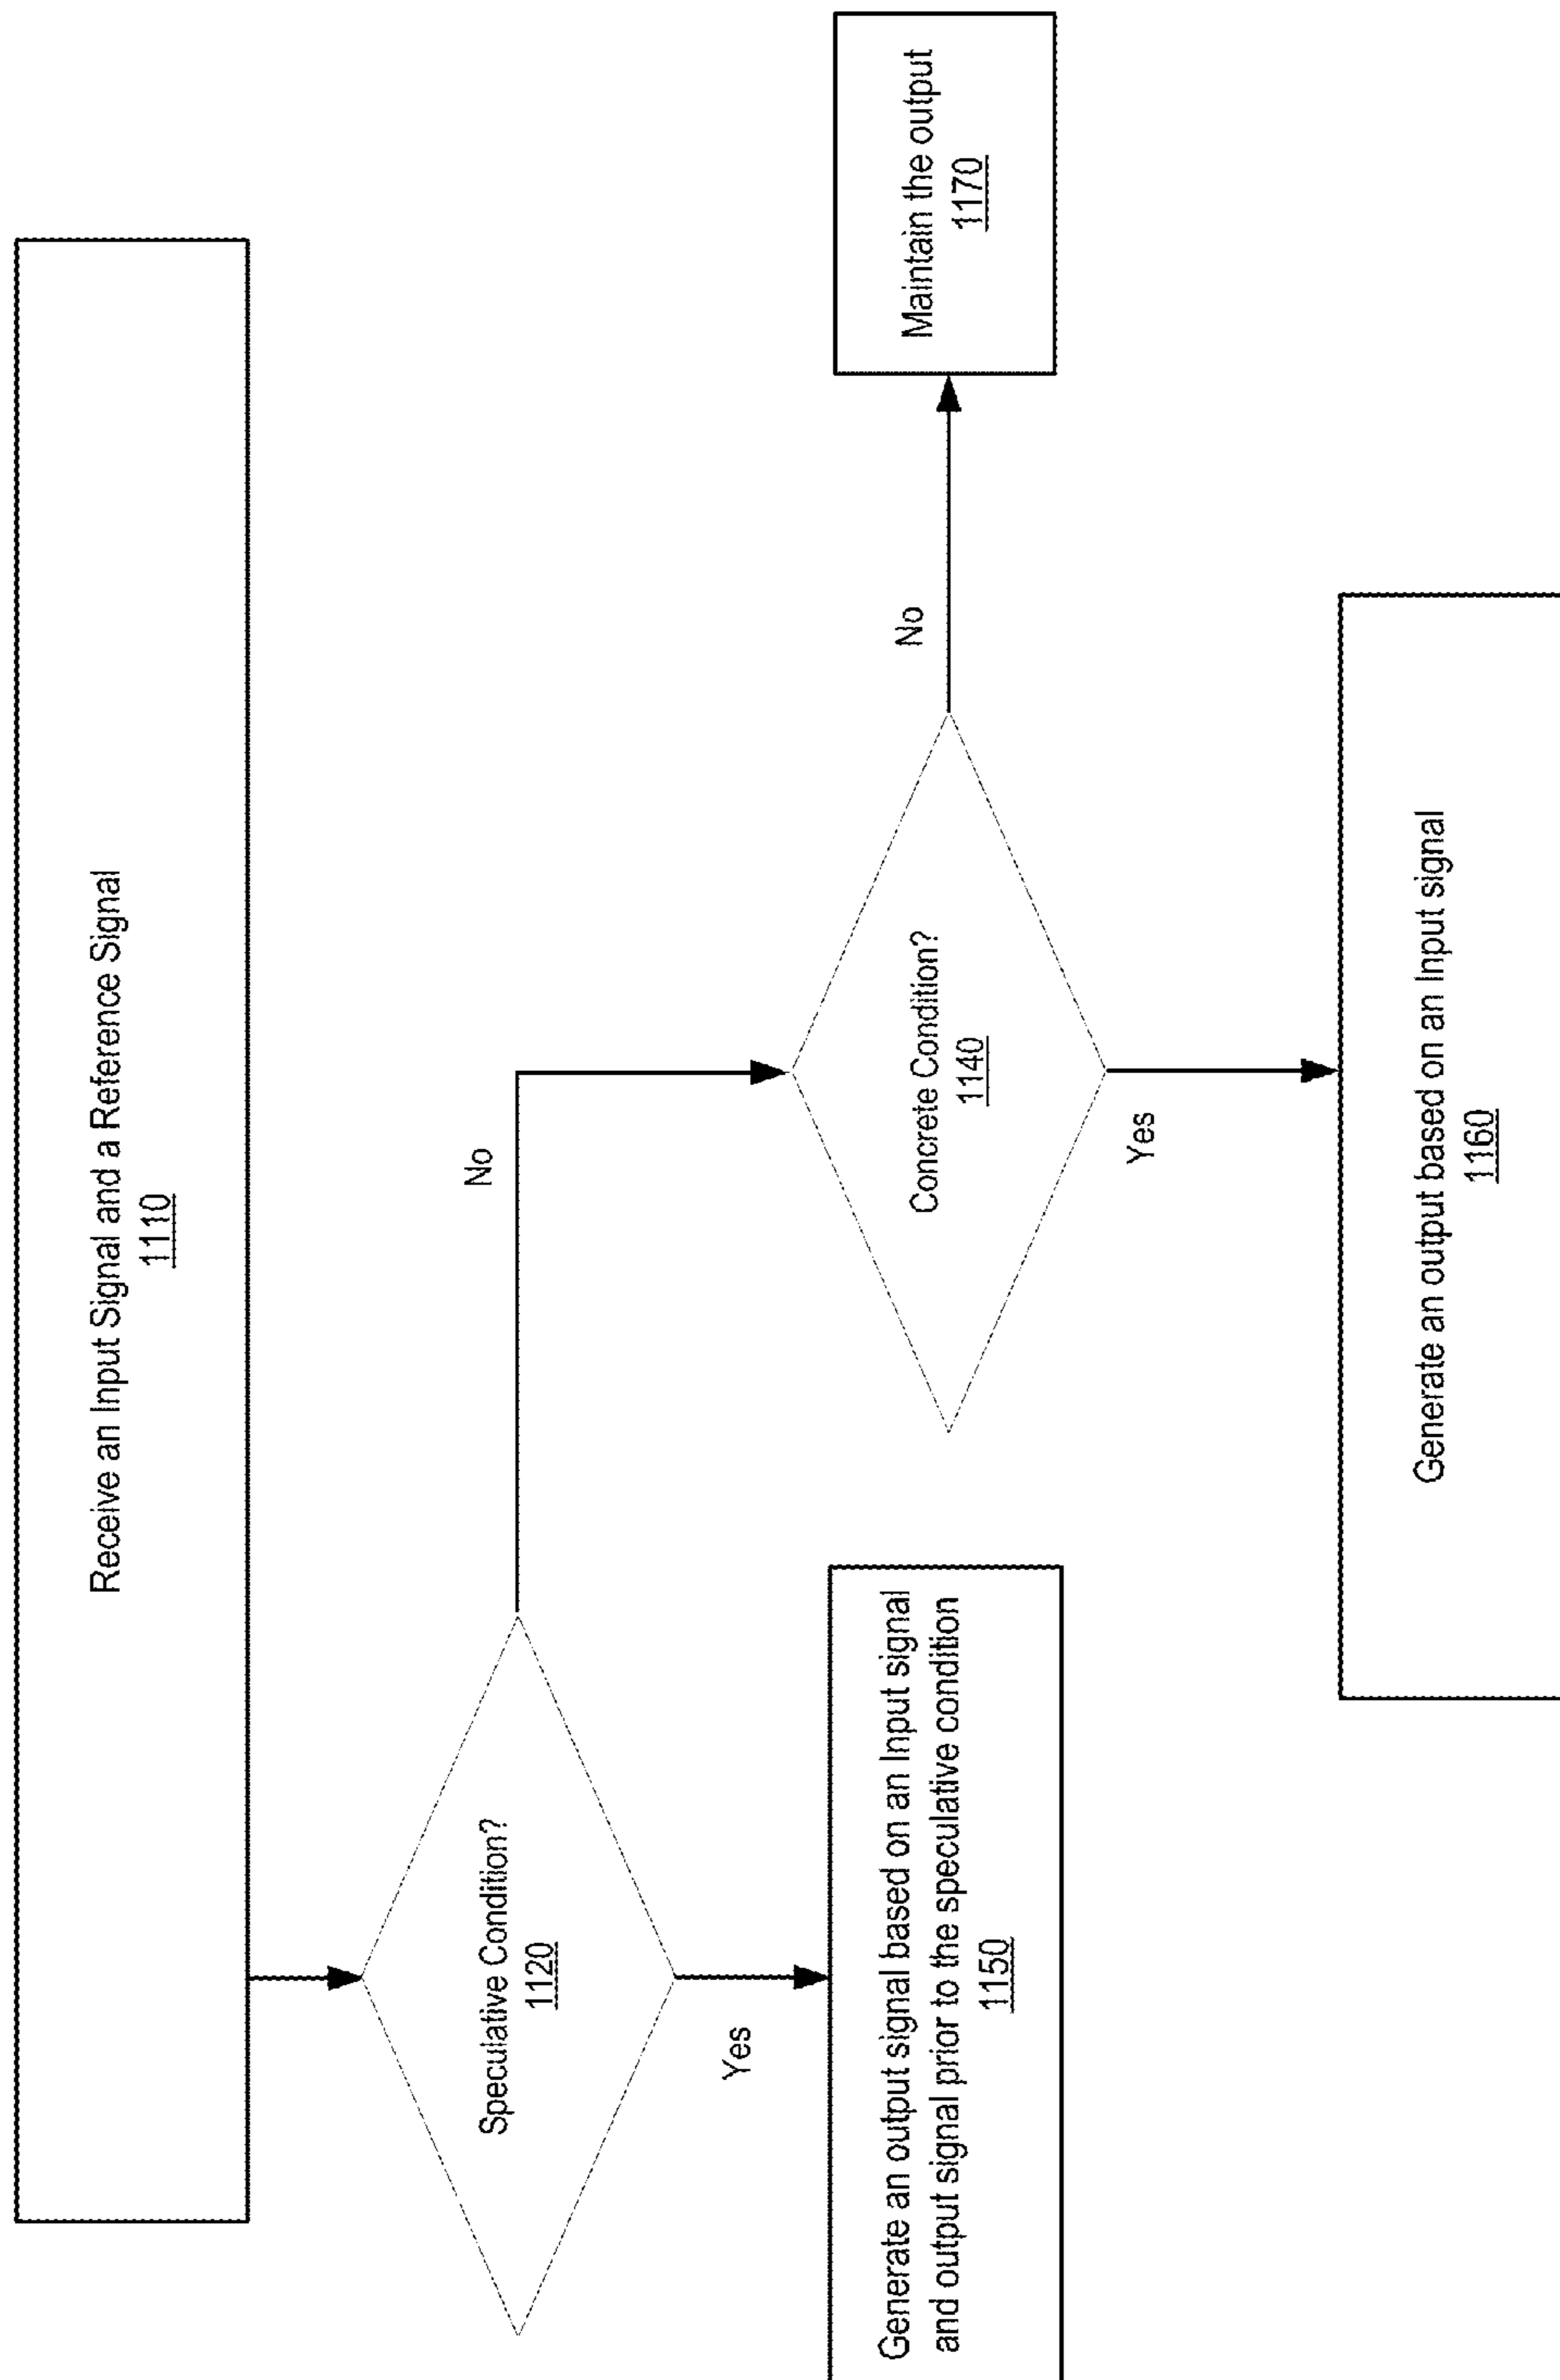 Receive an Input Signal and a Reference Signal
1110
Speculative Condition?
1120
No
Yes
Concrete Condition?
1140
No
Maintain the output
1170
Yes
Generate an output signal based on an Input signal
and output signal prior to the speculative condition
1150
Generate an output based on an Input signal
1160